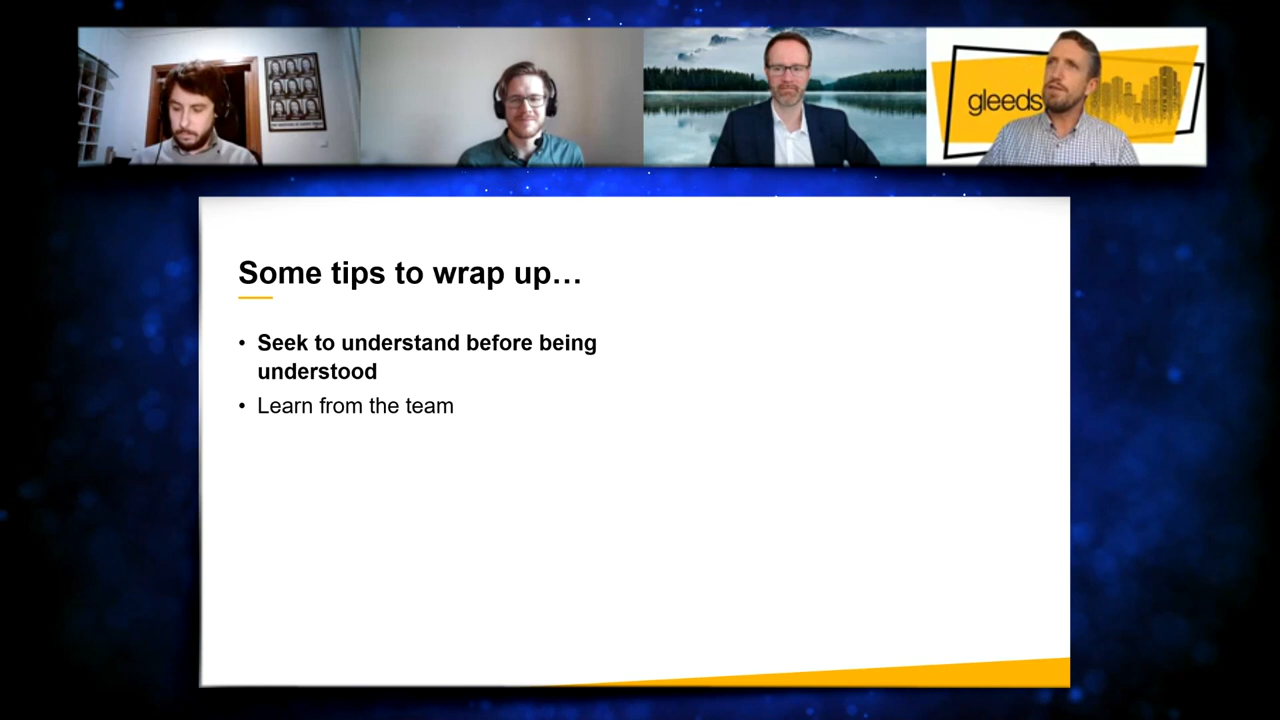 gleeds
Some tips to wrap up...
• Seek to understand before being
understood
• Learn from the team